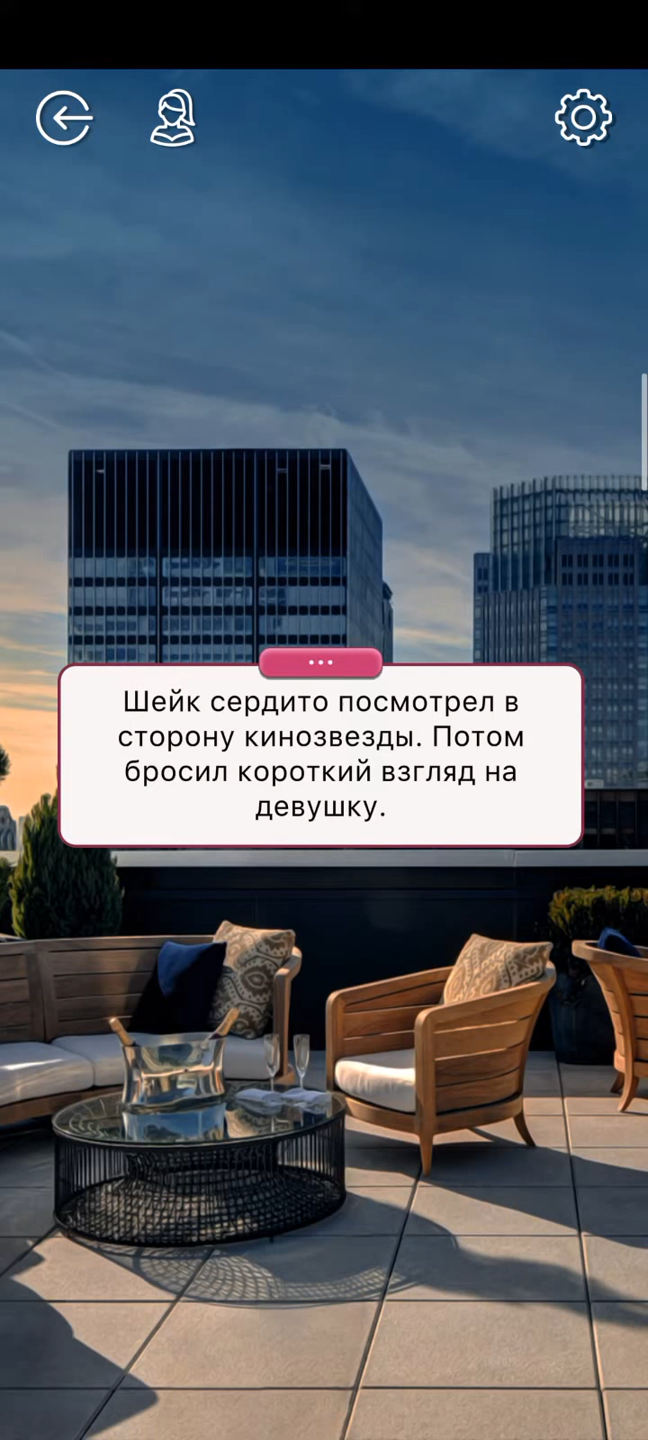 Шейк сердито посмотрел в
сторону кинозвезды. Потом
бросил короткий взгляд на
девушку.